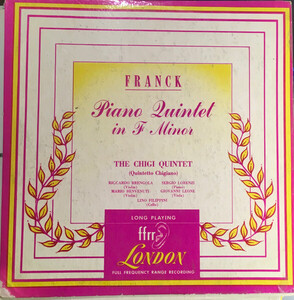 FRANCK
Piano Quintet
in F Minor
THE CHIGI QUINTET
(Quintetto Chigiano)
RICCARDO BRENGOLA SERGIO LORENZI
(Violin) (Piano)
MARIO BENVENUTI GIOVANNI LEONE
(Violin) (Viola)
LINO FILIPPINI
(Cello)
LONG PLAYING
ffrr
LONDON
FULL FREQUENCY RANGE RECORDING